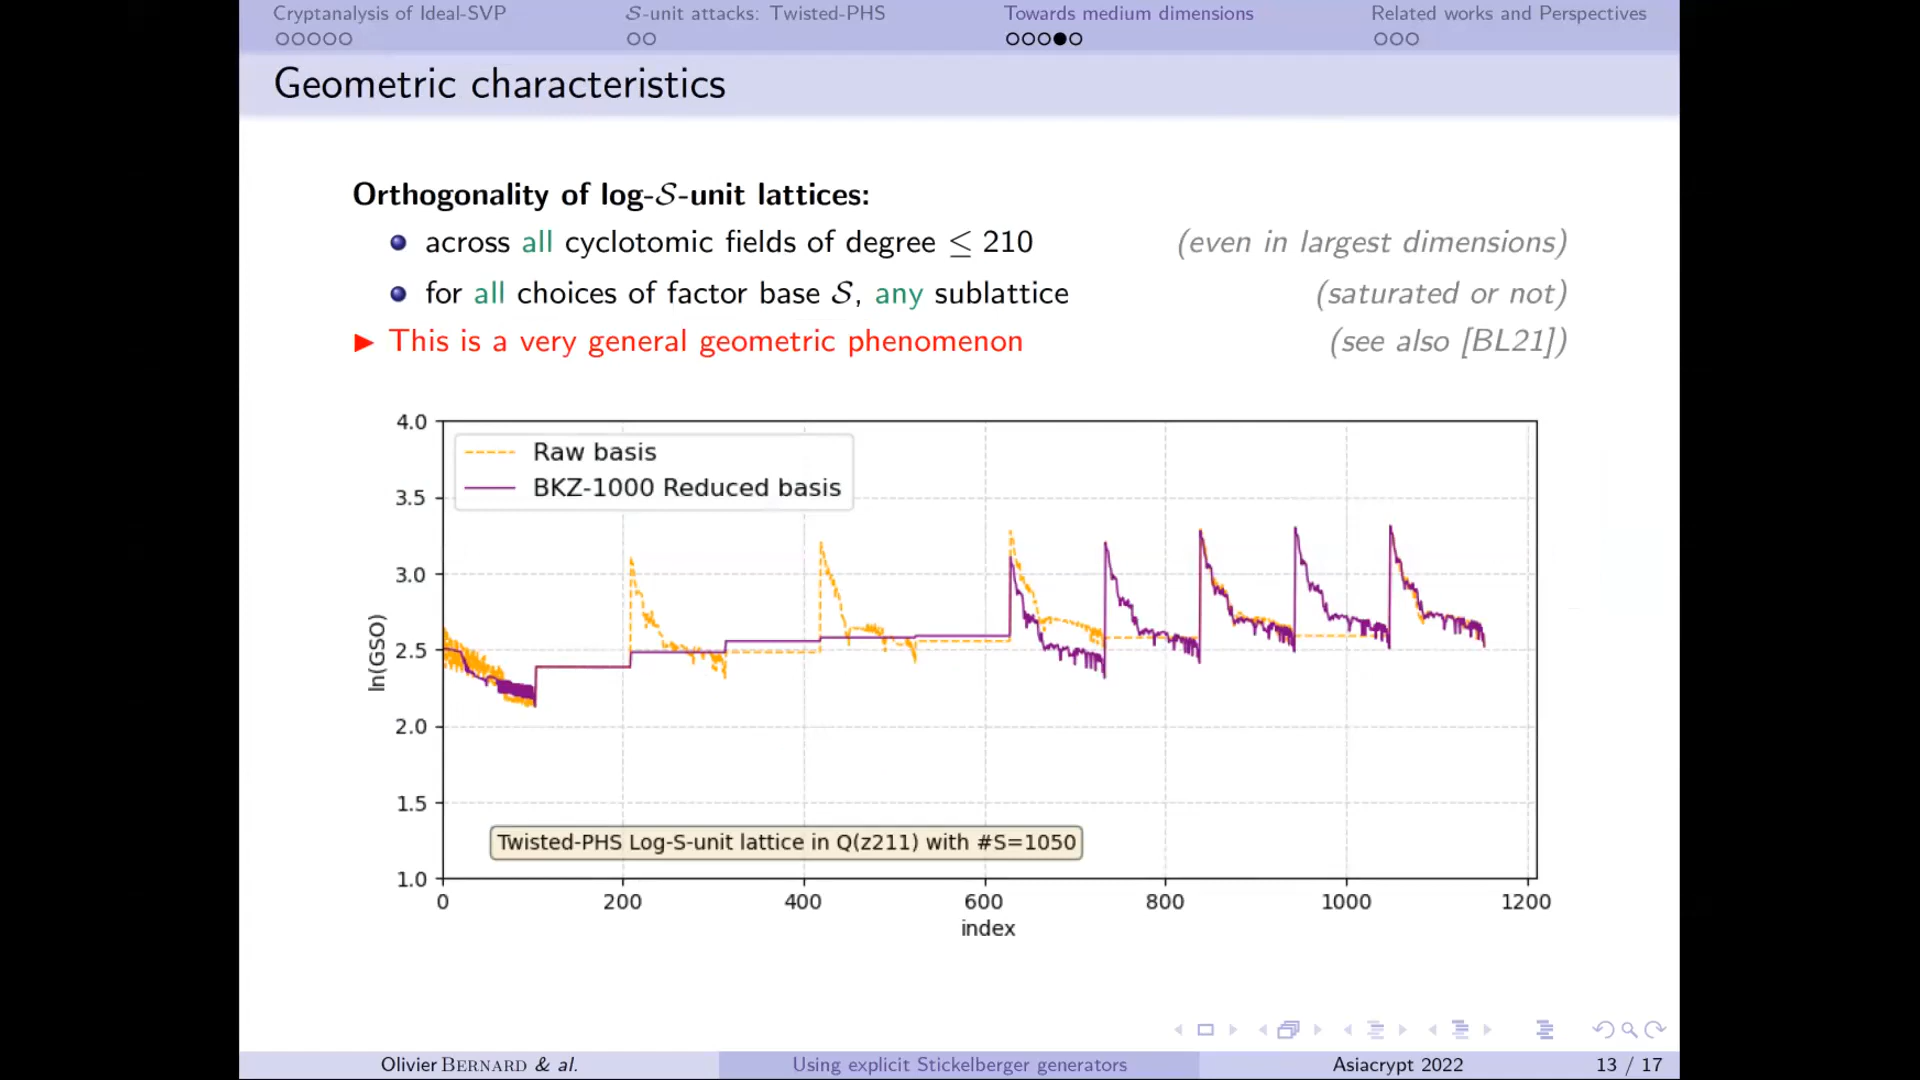 Cryptanalysis of Ideal-SVP
𝒮-unit attacks: Twisted-PHS
Towards medium dimensions
Related works and Perspectives
Geometric characteristics
Orthogonality of log-𝒮-unit lattices:
across all cyclotomic fields of degree ≤ 210 (even in largest dimensions)
for all choices of factor base 𝒮, any sublattice (saturated or not)
▶ This is a very general geometric phenomenon (see also [BL21])
4.0
3.5
3.0
2.5
2.0
1.5
1.0
ln(GSO)
Raw basis
BKZ-1000 Reduced basis
Twisted-PHS Log-S-unit lattice in Q(z211) with #S=1050
0 200 400 600 800 1000 1200
index
Olivier BERNARD & al.
Using explicit Stickelberger generators
Asiacrypt 2022
13 / 17